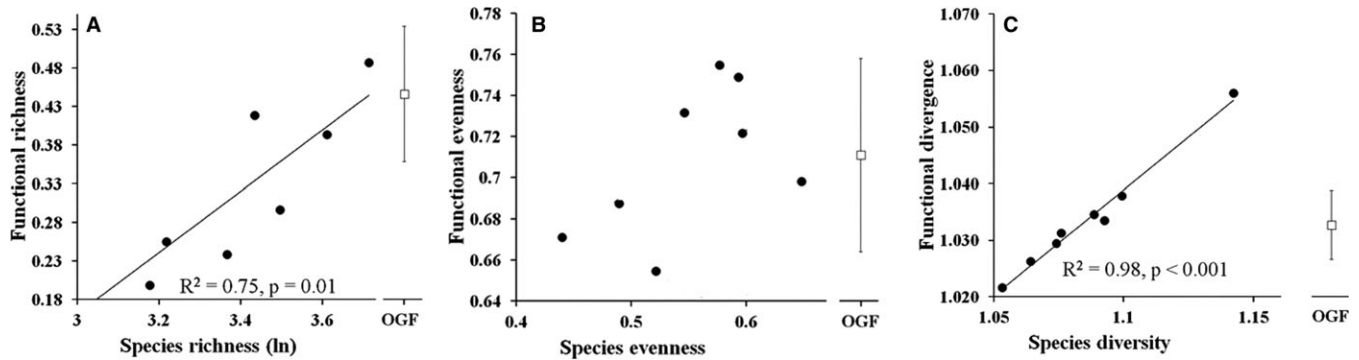 A
Functional richness
0.53
0.48
0.43
0.38
0.33
0.28
0.23
0.18
R² = 0.75, p = 0.01
3
3.2
3.4
3.6
OGF
Species richness (ln)
B
Functional evenness
0.78
0.76
0.74
0.72
0.7
0.68
0.66
0.64
0.4
0.5
0.6
OGF
Species evenness
C
Functional divergence
1.070
1.060
1.050
1.040
1.030
1.020
R² = 0.98, p < 0.001
1.05
1.1
1.15
OGF
Species diversity